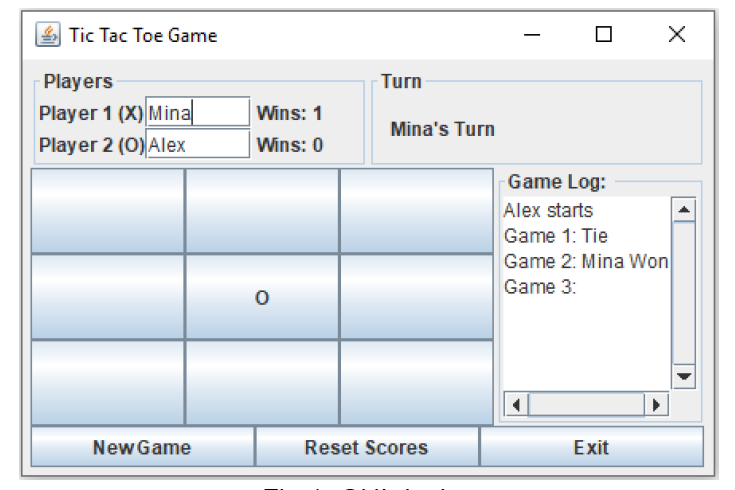 Tic Tac Toe Game
Players
Player 1 (X) Mina Wins: 1
Player 2 (O) Alex Wins: 0
Turn
Mina's Turn
O
Game Log:
Alex starts
Game 1: Tie
Game 2: Mina Won
Game 3:
New Game Reset Scores Exit